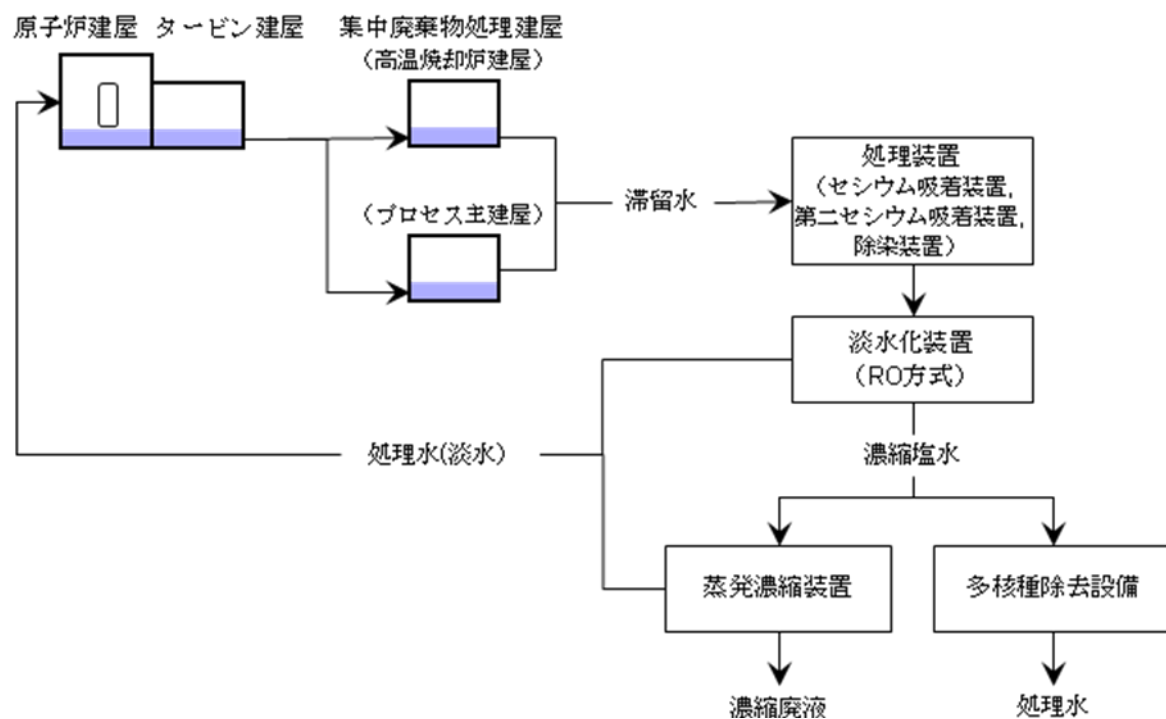 原子炉建屋 タービン建屋
集中廃棄物処理建屋
（高温焼却炉建屋）
（プロセス主建屋）
滞留水
処理装置
（セシウム吸着装置，
第二セシウム吸着装置，
除染装置）
淡水化装置
（RO方式）
処理水(淡水)
濃縮塩水
蒸発濃縮装置
多核種除去設備
濃縮廃液
処理水